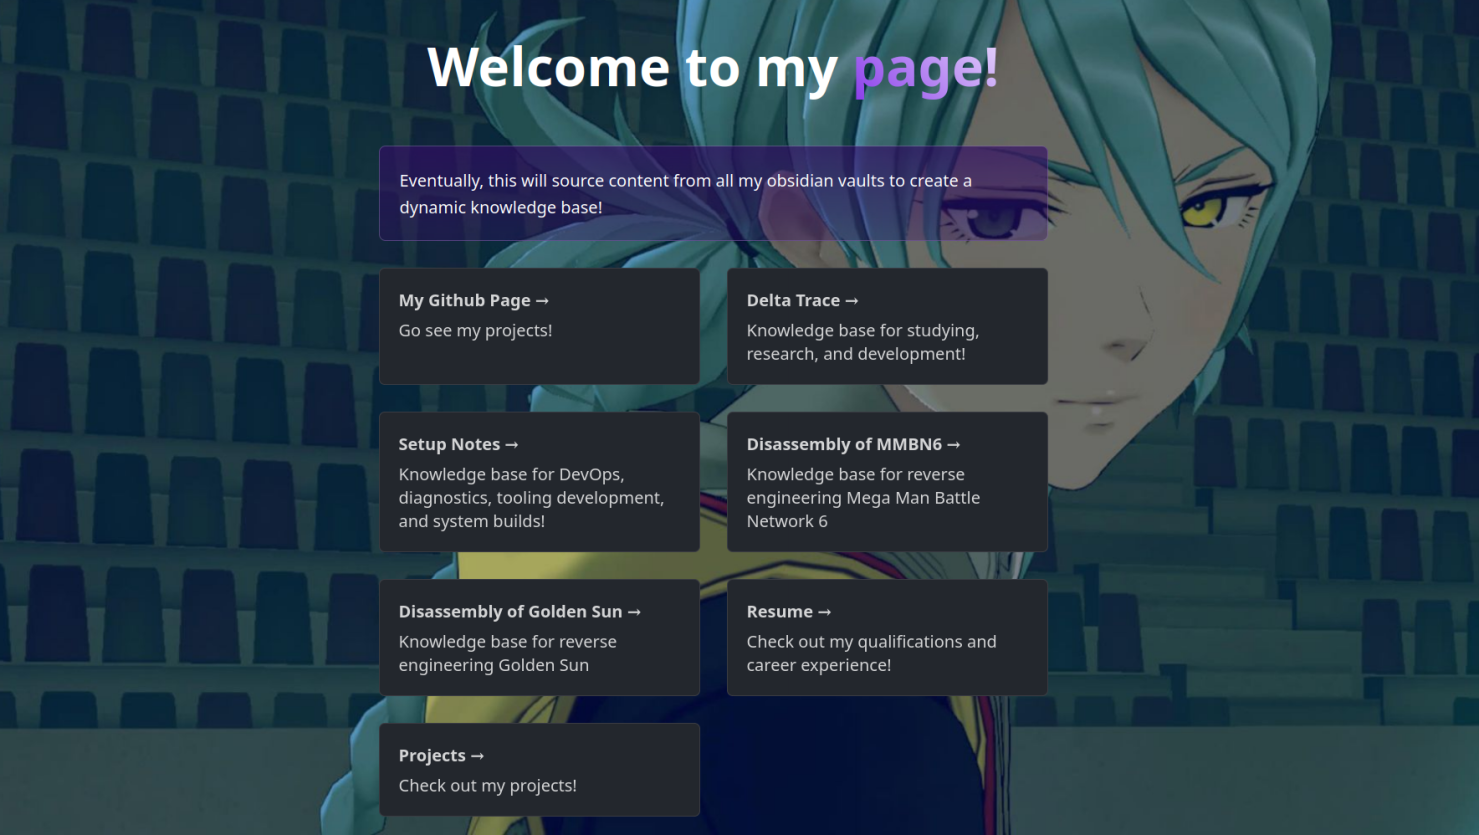 Welcome to my page!
Eventually, this will source content from all my obsidian vaults to create a
dynamic knowledge base!
My Github Page →
Go see my projects!
Delta Trace →
Knowledge base for studying,
research, and development!
Setup Notes →
Knowledge base for DevOps,
diagnostics, tooling development,
and system builds!
Disassembly of MMBN6 →
Knowledge base for reverse
engineering Mega Man Battle
Network 6
Disassembly of Golden Sun →
Knowledge base for reverse
engineering Golden Sun
Resume →
Check out my qualifications and
career experience!
Projects →
Check out my projects!